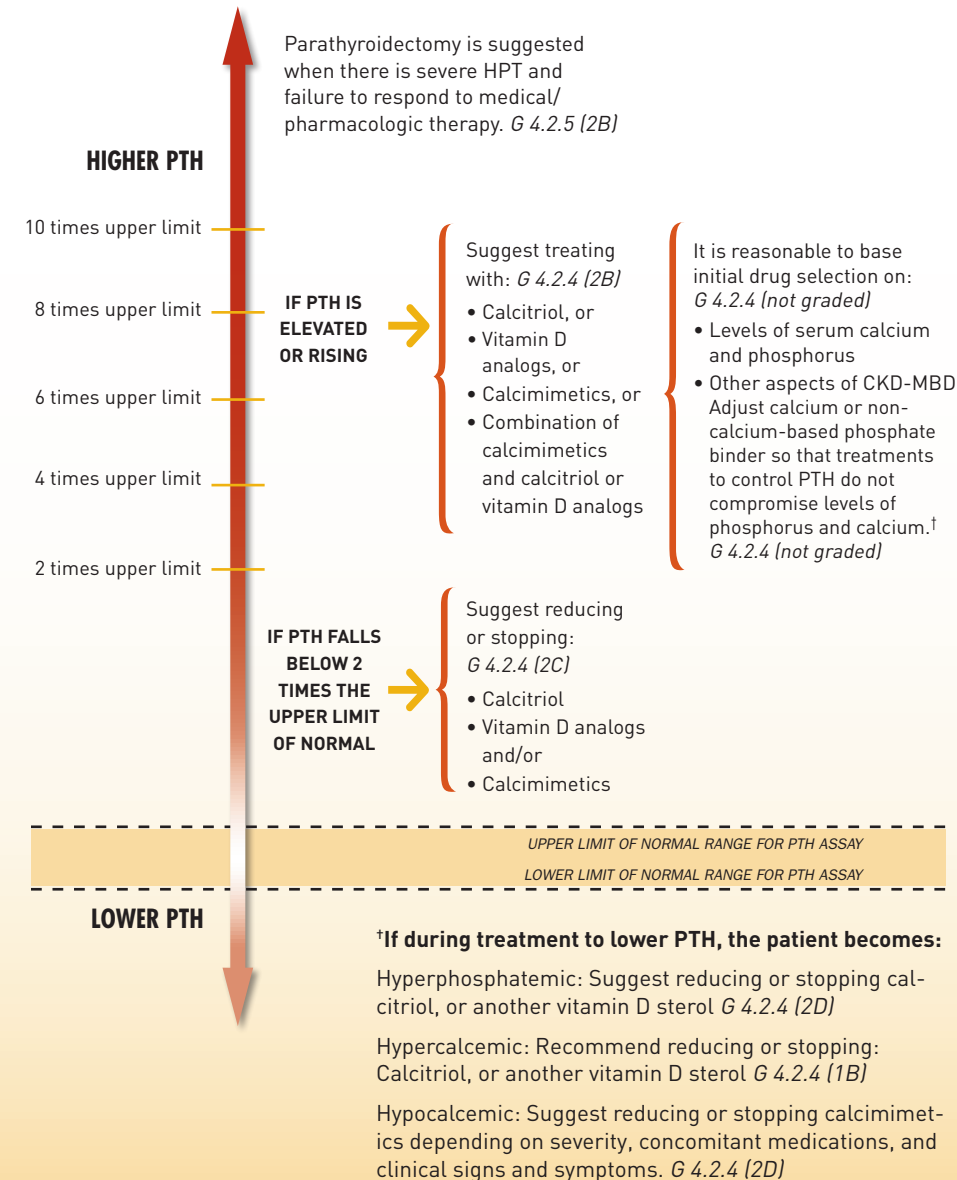 Parathyroidectomy is suggested
when there is severe HPT and
failure to respond to medical/
pharmacologic therapy. G 4.2.5 (2B)
HIGHER PTH
10 times upper limit
8 times upper limit
6 times upper limit
4 times upper limit
2 times upper limit
IF PTH IS
ELEVATED
OR RISING
Suggest treating
with: G 4.2.4 (2B)
• Calcitriol, or
• Vitamin D
analogs, or
• Calcimimetics, or
• Combination of
calcimimetics
and calcitriol or
vitamin D analogs
It is reasonable to base
initial drug selection on:
G 4.2.4 (not graded)
• Levels of serum calcium
and phosphorus
• Other aspects of CKD-MBD
Adjust calcium or non-
calcium-based phosphate
binder so that treatments
to control PTH do not
compromise levels of
phosphorus and calcium.†
G 4.2.4 (not graded)
IF PTH FALLS
BELOW 2
TIMES THE
UPPER LIMIT
OF NORMAL
Suggest reducing
or stopping:
G 4.2.4 (2C)
• Calcitriol
• Vitamin D analogs
and/or
• Calcimimetics
UPPER LIMIT OF NORMAL RANGE FOR PTH ASSAY
LOWER LIMIT OF NORMAL RANGE FOR PTH ASSAY
LOWER PTH
†If during treatment to lower PTH, the patient becomes:
Hyperphosphatemic: Suggest reducing or stopping cal-
citriol, or another vitamin D sterol G 4.2.4 (2D)
Hypercalcemic: Recommend reducing or stopping:
Calcitriol, or another vitamin D sterol G 4.2.4 (1B)
Hypocalcemic: Suggest reducing or stopping calcimimet-
ics depending on severity, concomitant medications, and
clinical signs and symptoms. G 4.2.4 (2D)